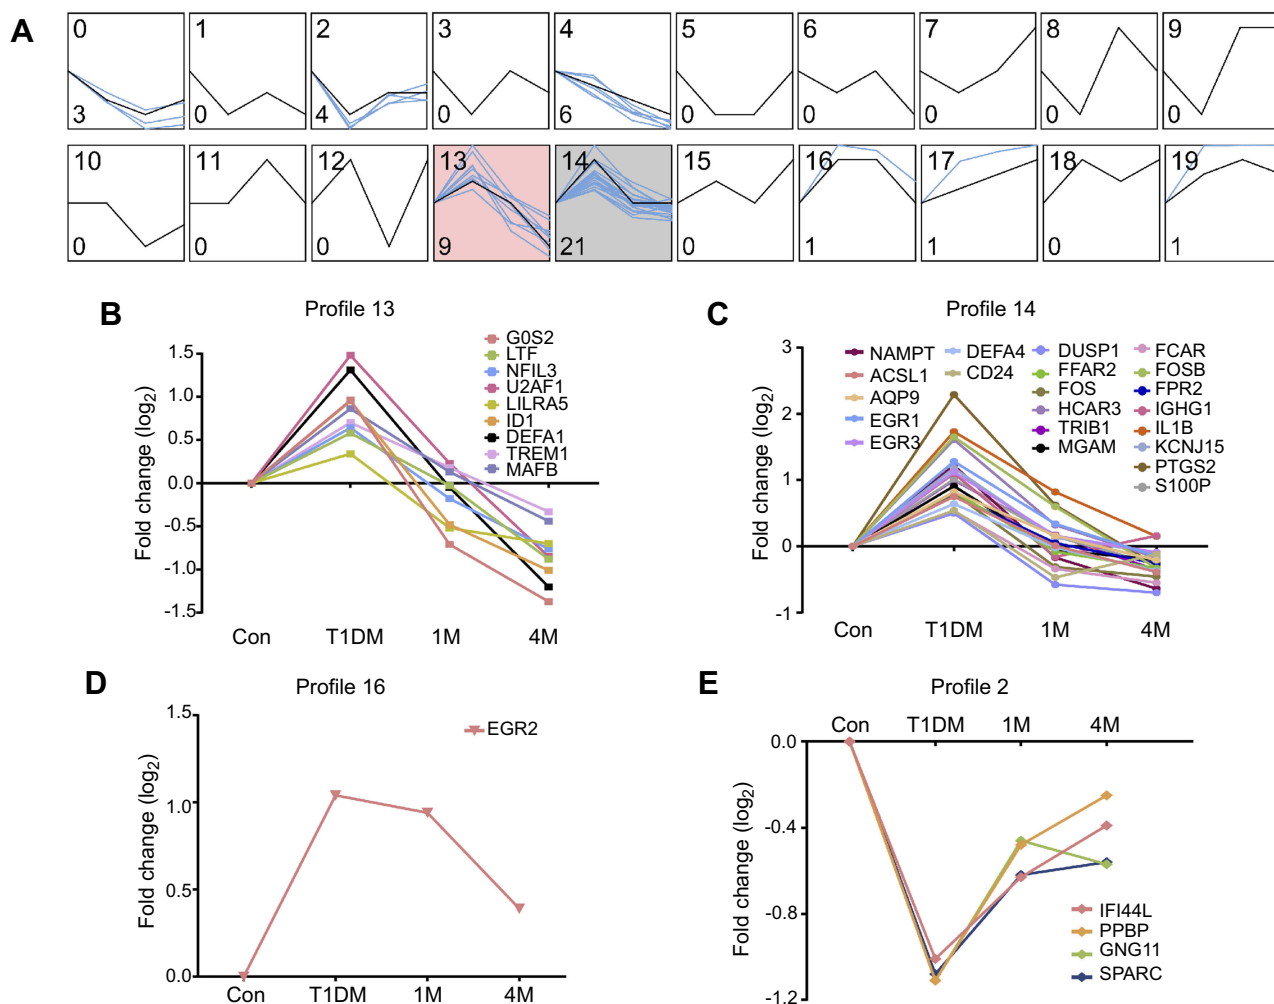 A
0 1 2 3 4 5 6 7 8 9
3 0 4 0 6 0 0 0 0 0
10 11 12 13 14 15 16 17 18 19
0 0 0 9 21 0 1 1 0 1
B
Profile 13
Fold change (log2)
1.5
1.0
0.5
0.0
-0.5
-1.0
-1.5
Con T1DM 1M 4M
G0S2
LTF
NFIL3
U2AF1
LILRA5
ID1
DEFA1
TREM1
MAFB
C
Profile 14
Fold change (log2)
3
2
1
0
-1
Con T1DM 1M 4M
NAMPT
ACSL1
AQP9
EGR1
EGR3
DEFA4
CD24
DUSP1
FFAR2
FOS
HCAR3
TRIB1
MGAM
FCAR
FOSB
FPR2
IGHG1
IL1B
KCNJ15
PTGS2
S100P
D
Profile 16
Fold change (log2)
1.5
1.0
0.5
0.0
Con T1DM 1M 4M
EGR2
E
Profile 2
Con T1DM 1M 4M
Fold change (log2)
0.0
-0.4
-0.8
-1.2
IFI44L
PPBP
GNG11
SPARC